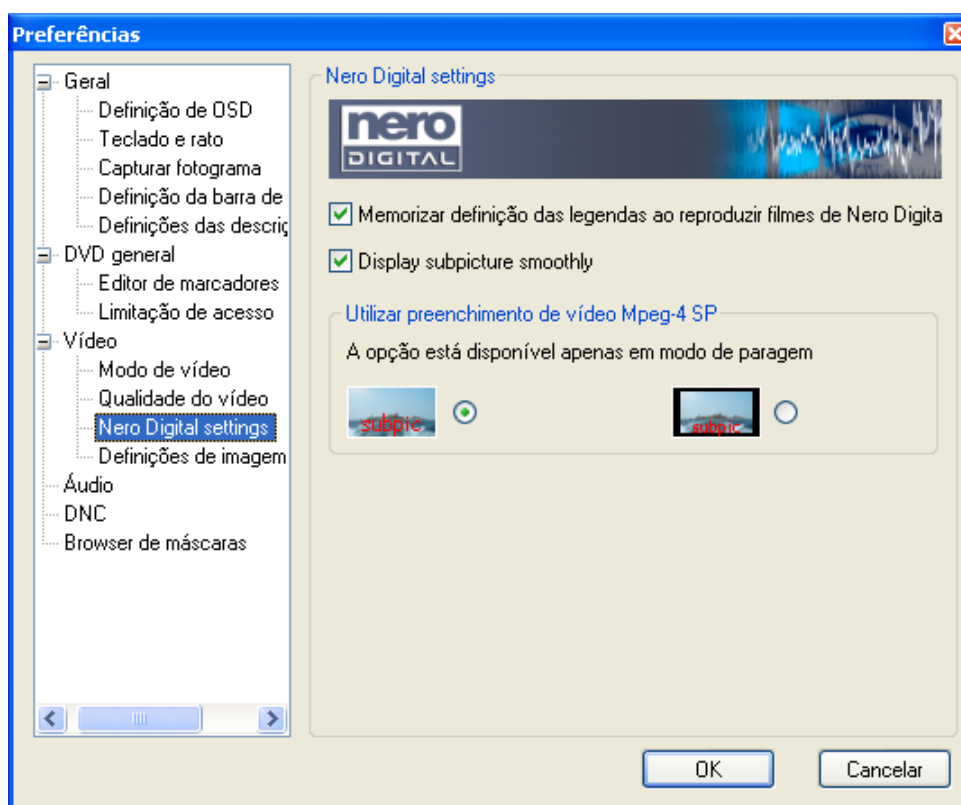 Preferências
Geral
Definição de OSD
Teclado e rato
Capturar fotograma
Definição da barra de
Definições das descriç
DVD general
Editor de marcadores
Limitação de acesso
Vídeo
Modo de vídeo
Qualidade do vídeo
Nero Digital settings
Definições de imagem
Áudio
DNC
Browser de máscaras
Nero Digital settings
nero
DIGITAL
Memorizar definição das legendas ao reproduzir filmes de Nero Digita
Display subpicture smoothly
Utilizar preenchimento de vídeo Mpeg-4 SP
A opção está disponível apenas em modo de paragem
subpic
subpic
OK
Cancelar